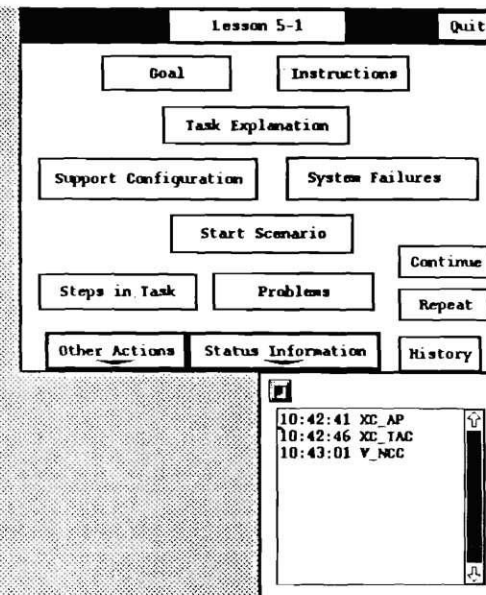 Lesson 5-1 Quit
Goal Instructions
Task Explanation
Support Configuration System Failures
Start Scenario
Continue
Steps in Task Problems
Repeat
Other Actions Status Information History
10:42:41 XC_AP
10:42:46 XC_TAC
10:43:01 V_NCC